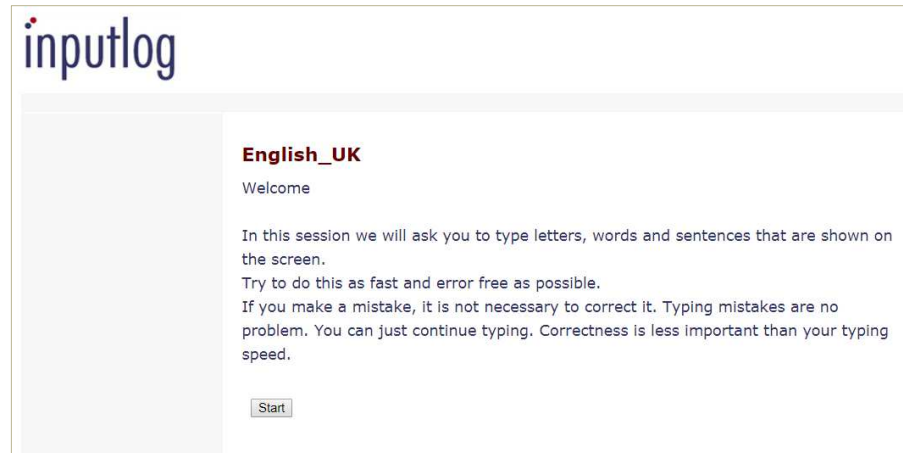 inputlog
English_UK
Welcome
In this session we will ask you to type letters, words and sentences that are shown on
the screen.
Try to do this as fast and error free as possible.
If you make a mistake, it is not necessary to correct it. Typing mistakes are no
problem. You can just continue typing. Correctness is less important than your typing
speed.
Start